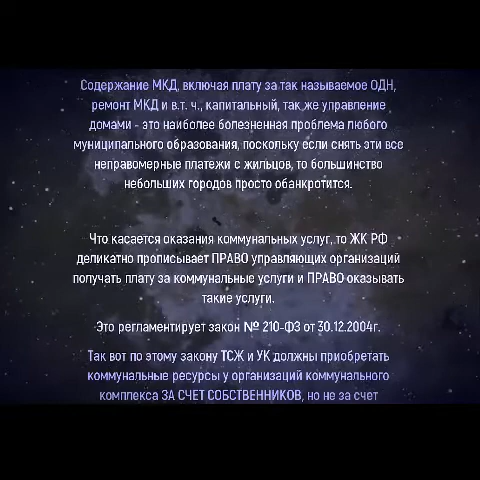 Содержание МКД, включая плату за так называемое ОДН,
ремонт МКД и в.т. ч., капитальный, так же управление
домами - это наиболее болезненная проблема любого
муниципального образования, поскольку если снять эти все
неправомерные платежи с жильцов, то большинство
небольших городов просто обанкротится.
Что касается оказания коммунальных услуг, то ЖК РФ
деликатно прописывает ПРАВО управляющих организаций
получать плату за коммунальные услуги и ПРАВО оказывать
такие услуги.
Это регламентирует закон № 210-ФЗ от 30.12.2004г.
Так вот по этому закону ТСЖ и УК должны приобретать
коммунальные ресурсы у организаций коммунального
комплекса ЗА СЧЕТ СОБСТВЕННИКОВ, но не за счет